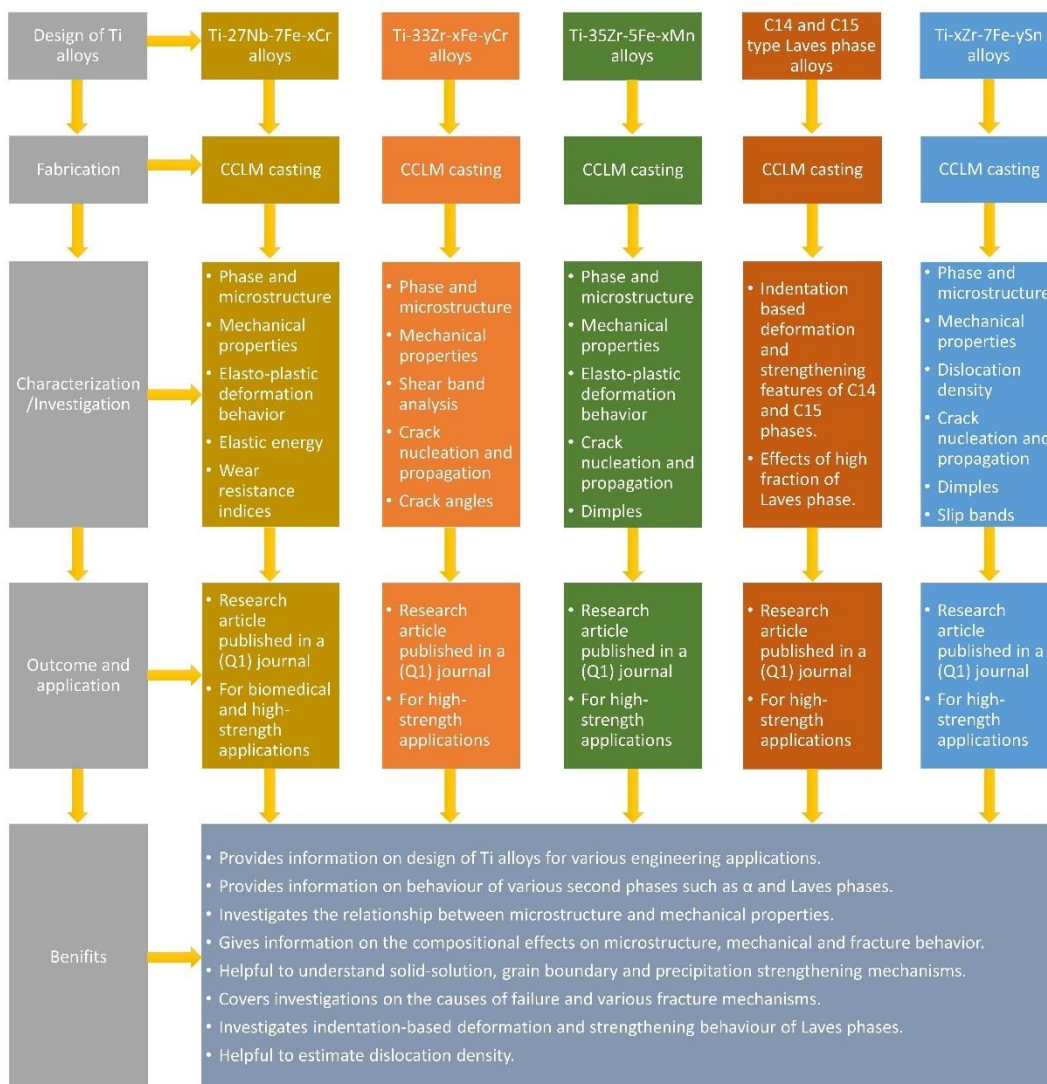 Design of Ti
alloys
Ti-27Nb-7Fe-xCr
alloys
Ti-33Zr-xFe-yCr
alloys
Ti-35Zr-5Fe-xMn
alloys
C14 and C15
type Laves phase
alloys
Ti-xZr-7Fe-ySn
alloys
Fabrication
CCLM casting
CCLM casting
CCLM casting
CCLM casting
CCLM casting
Characterization
/Investigation
• Phase and
microstructure
• Mechanical
properties
• Elasto-plastic
deformation
behavior
• Elastic energy
• Wear
resistance
indices
• Phase and
microstructure
• Mechanical
properties
• Shear band
analysis
• Crack
nucleation and
propagation
• Crack angles
• Phase and
microstructure
• Mechanical
properties
• Elasto-plastic
deformation
behavior
• Crack
nucleation and
propagation
• Dimples
• Indentation
based
deformation
and
strengthening
features of C14
and C15
phases.
• Effects of high
fraction of
Laves phase.
• Phase and
microstructure
• Mechanical
properties
• Dislocation
density
• Crack
nucleation and
propagation
• Dimples
• Slip bands
Outcome and
application
• Research
article
published in a
(Q1) journal
• For biomedical
and high-
strength
applications
• Research
article
published in a
(Q1) journal
• For high-
strength
applications
• Research
article
published in a
(Q1) journal
• For high-
strength
applications
• Research
article
published in a
(Q1) journal
• For high-
strength
applications
• Research
article
published in a
(Q1) journal
• For high-
strength
applications
Benifits
• Provides information on design of Ti alloys for various engineering applications.
• Provides information on behaviour of various second phases such as α and Laves phases.
• Investigates the relationship between microstructure and mechanical properties.
• Gives information on the compositional effects on microstructure, mechanical and fracture behavior.
• Helpful to understand solid-solution, grain boundary and precipitation strengthening mechanisms.
• Covers investigations on the causes of failure and various fracture mechanisms.
• Investigates indentation-based deformation and strengthening behaviour of Laves phases.
• Helpful to estimate dislocation density.